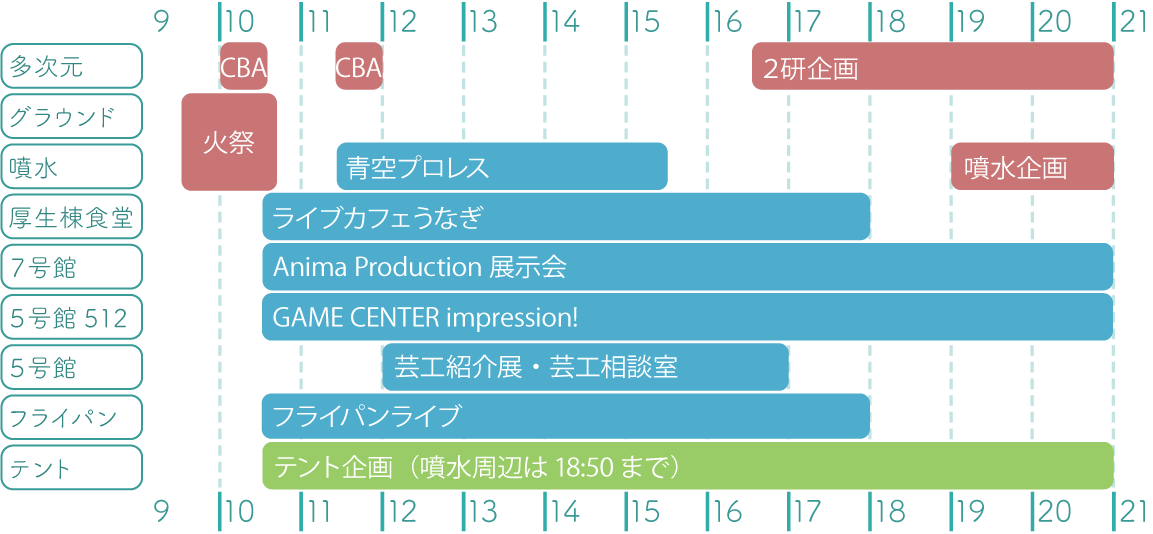 9 10 11 12 13 14 15 16 17 18 19 20 21
多次元 CBA CBA 2研企画
グラウンド
火祭
噴水 青空プロレス 噴水企画
厚生棟食堂 ライブカフェうなぎ
7号館 Anima Production 展示会
5号館 512 GAME CENTER impression!
5号館 芸工紹介展・芸工相談室
フライパン フライパンライブ
テント テント企画（噴水周辺は 18:50 まで）
9 10 11 12 13 14 15 16 17 18 19 20 21